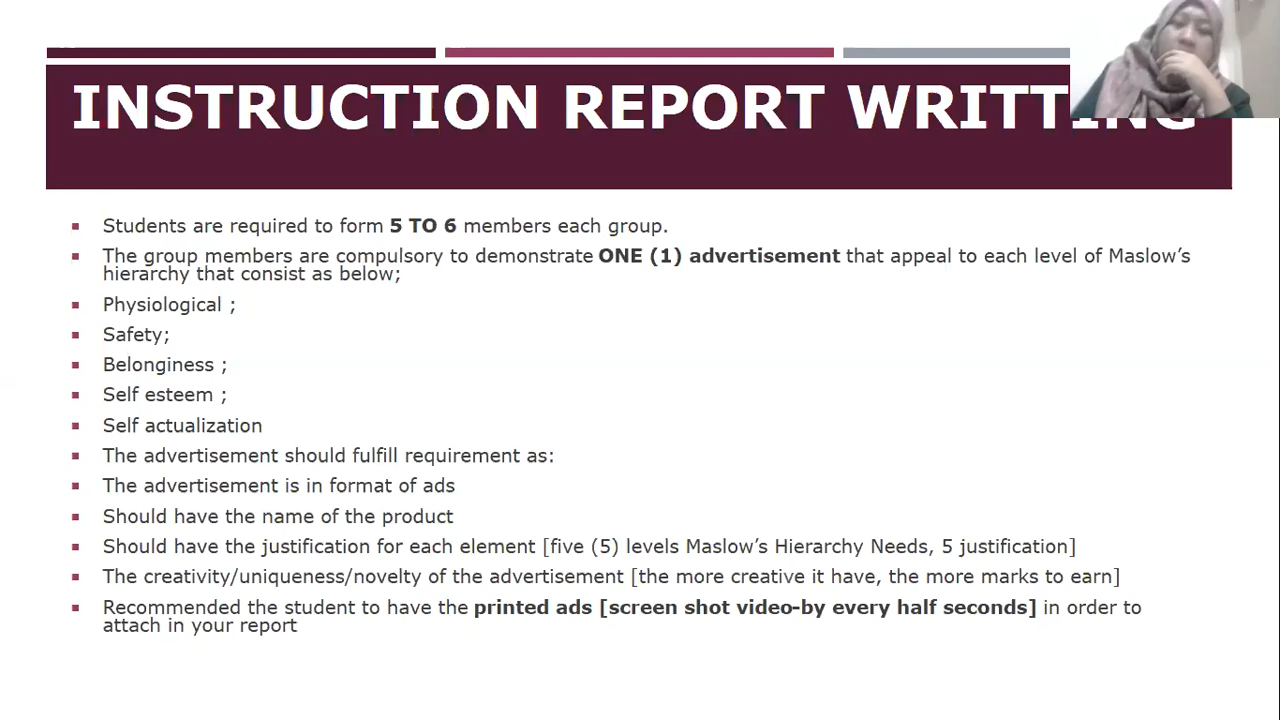 INSTRUCTION REPORT WRITTING
Students are required to form 5 TO 6 members each group.
The group members are compulsory to demonstrate ONE (1) advertisement that appeal to each level of Maslow’s
hierarchy that consist as below;
Physiological ;
Safety;
Belonginess ;
Self esteem ;
Self actualization
The advertisement should fulfill requirement as:
The advertisement is in format of ads
Should have the name of the product
Should have the justification for each element [five (5) levels Maslow’s Hierarchy Needs, 5 justification]
The creativity/uniqueness/novelty of the advertisement [the more creative it have, the more marks to earn]
Recommended the student to have the printed ads [screen shot video-by every half seconds] in order to
attach in your report